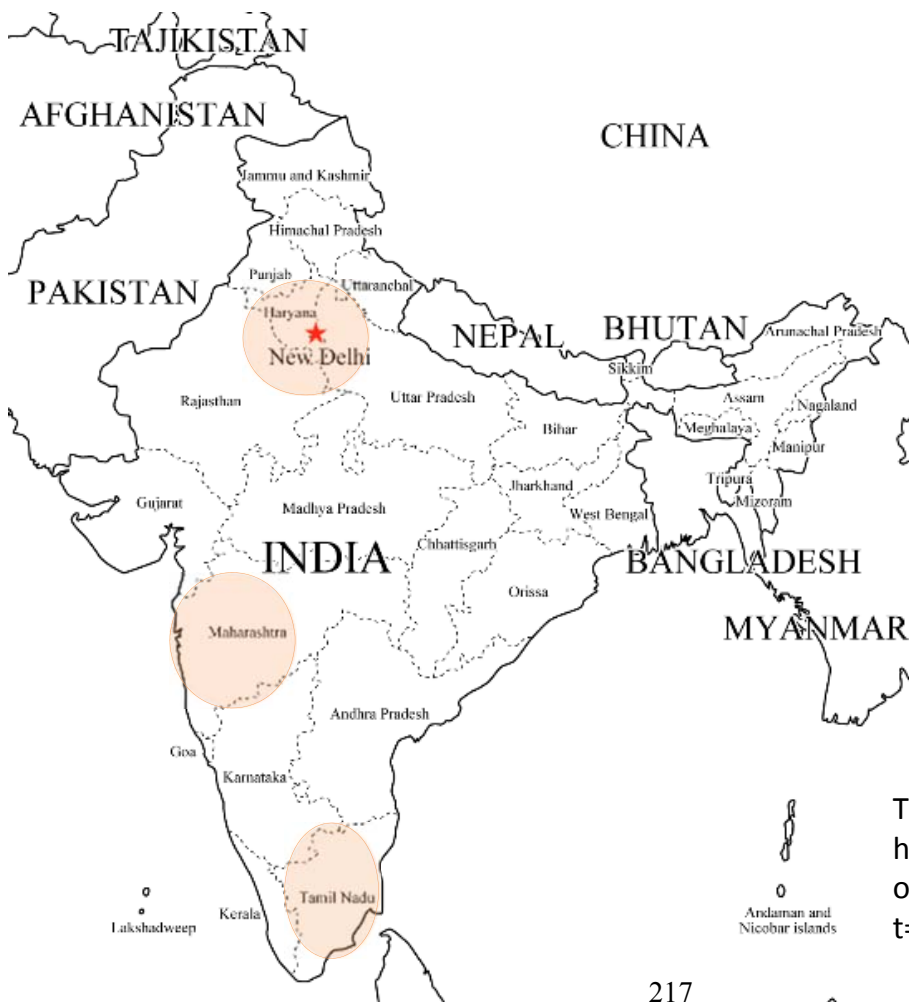 TAJIKISTAN
AFGHANISTAN
CHINA
Jammu and Kashmir
Himachal Pradesh
Punjab
Uttaranchal
PAKISTAN
Haryana
NEPAL
BHUTAN
Arunachal Pradesh
New Delhi
Sikkim
Rajasthan
Uttar Pradesh
Assam
Nagaland
Bihar
Meghalaya
Manipur
Jharkhand
Tripura
Gujarat
Madhya Pradesh
Mizoram
West Bengal
Chhattisgarh
INDIA
BANGLADESH
Orissa
Maharashtra
MYANMAR
Andhra Pradesh
Goa
Karnataka
T
h
o
t=
Tamil Nadu
Kerala
Lakshadweep
Andaman and
Nicobar islands
217